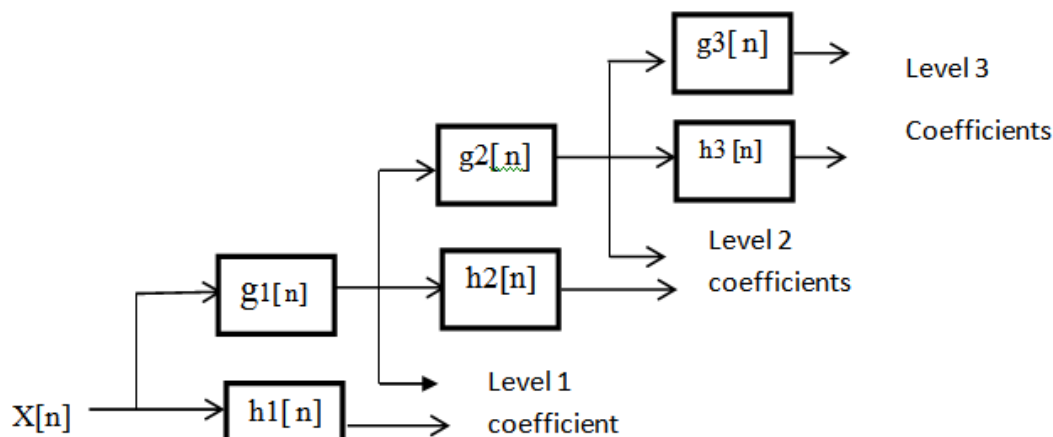 g3[ n]
Level 3
Coefficients
g2[ n]
h3 [n]
Level 2
coefficients
g1[n]
h2[n]
Level 1
coefficient
X[n]
h1[ n]